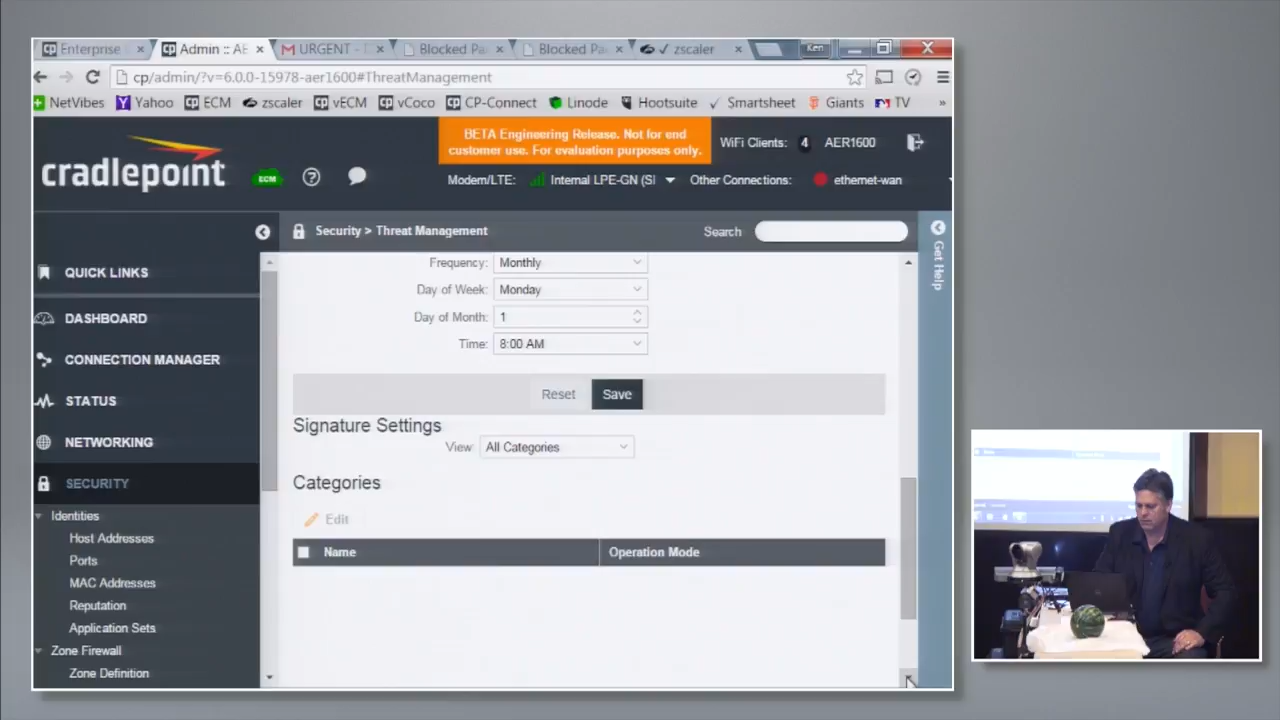 Enterprise
Admin :: AE
URGENT - 
Blocked Pa
Blocked Pa
zscaler
Ken
cp/admin/?v=6.0.0-15978-aer1600#ThreatManagement
NetVibes
Yahoo
ECM
zscaler
vECM
vCoco
CP-Connect
Linode
Hootsuite
Smartsheet
Giants
TV
»
BETA Engineering Release. Not for end
customer use. For evaluation purposes only.
WiFi Clients: 4 AER1600
cradlepoint
ECM
Modem/LTE: Internal LPE-GN (SI
Other Connections: ethernet-wan
Security > Threat Management
Search
Get Help
QUICK LINKS
DASHBOARD
CONNECTION MANAGER
STATUS
NETWORKING
SECURITY
Identities
Host Addresses
Ports
MAC Addresses
Reputation
Application Sets
Zone Firewall
Zone Definition
Frequency: Monthly
Day of Week: Monday
Day of Month: 1
Time: 8:00 AM
Reset Save
Signature Settings
View: All Categories
Categories
Edit
Name Operation Mode